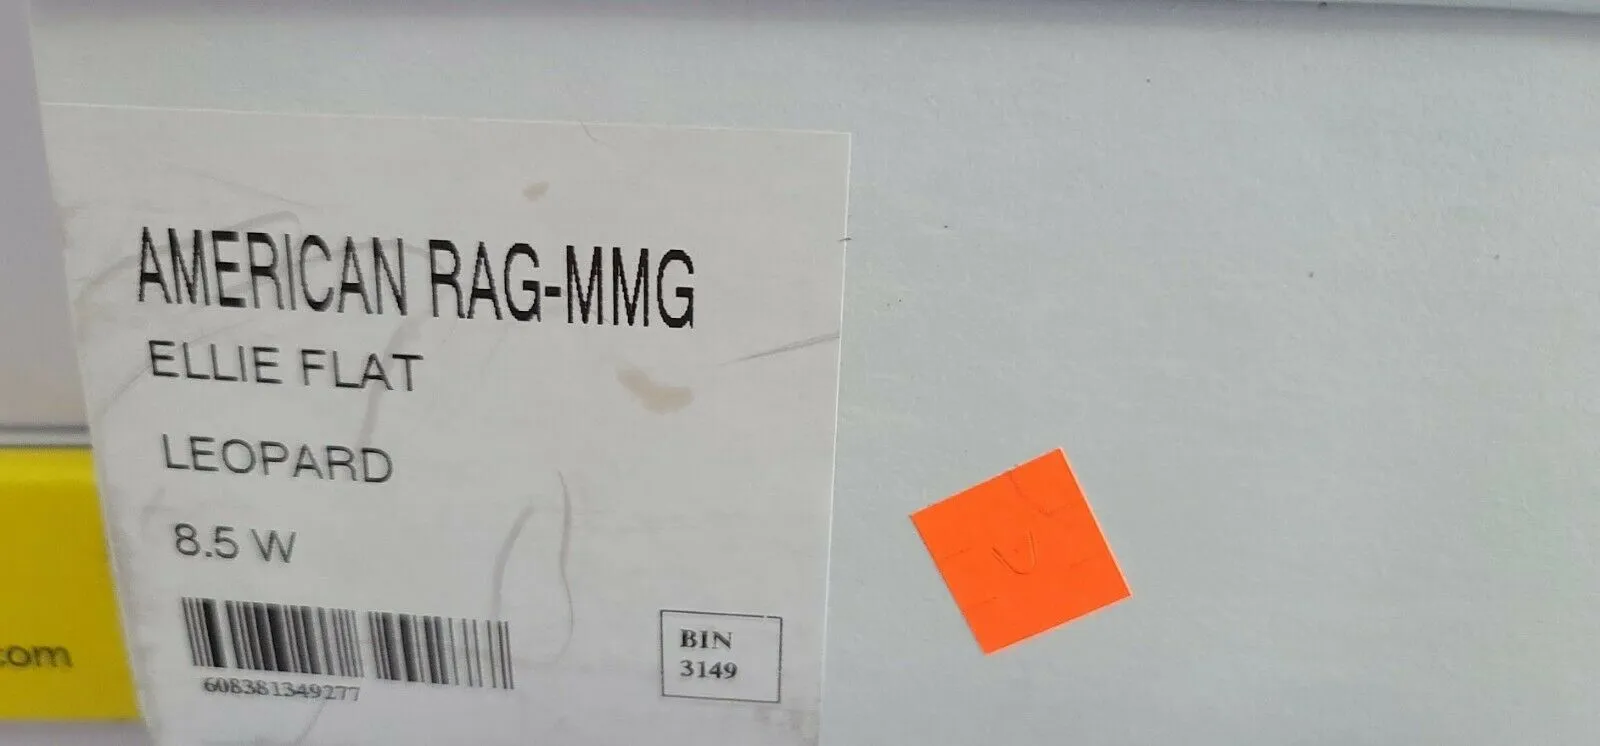 AMERICAN RAG-MMG
ELLIE FLAT
LEOPARD
8.5 W
608381349277
BIN
3149
.com